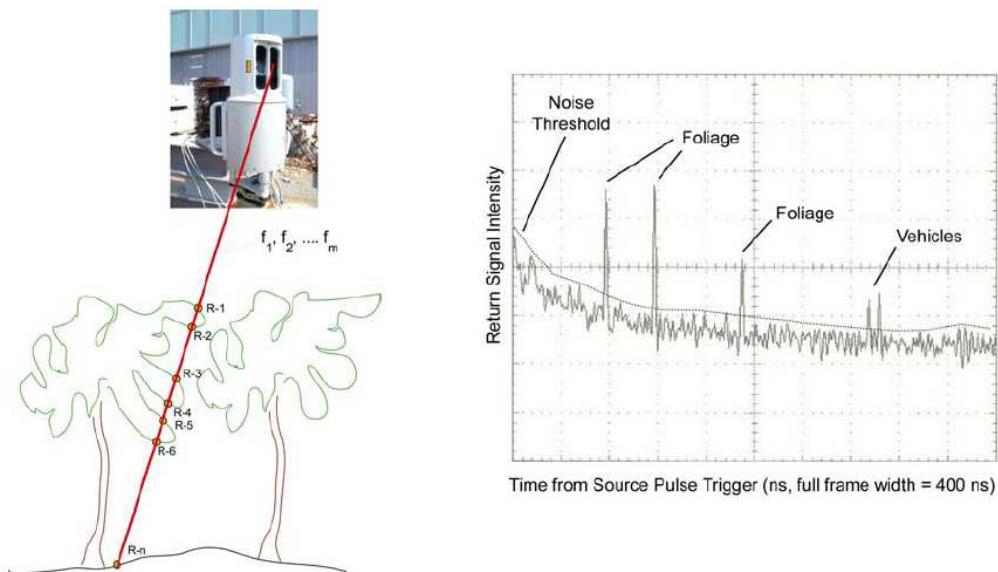 f1, f2, .... fm
R-1
R-2
R-3
R-4
R-5
R-6
R-n
Noise
Threshold
Foliage
Foliage
Vehicles
Return Signal Intensity
Time from Source Pulse Trigger (ns, full frame width = 400 ns)